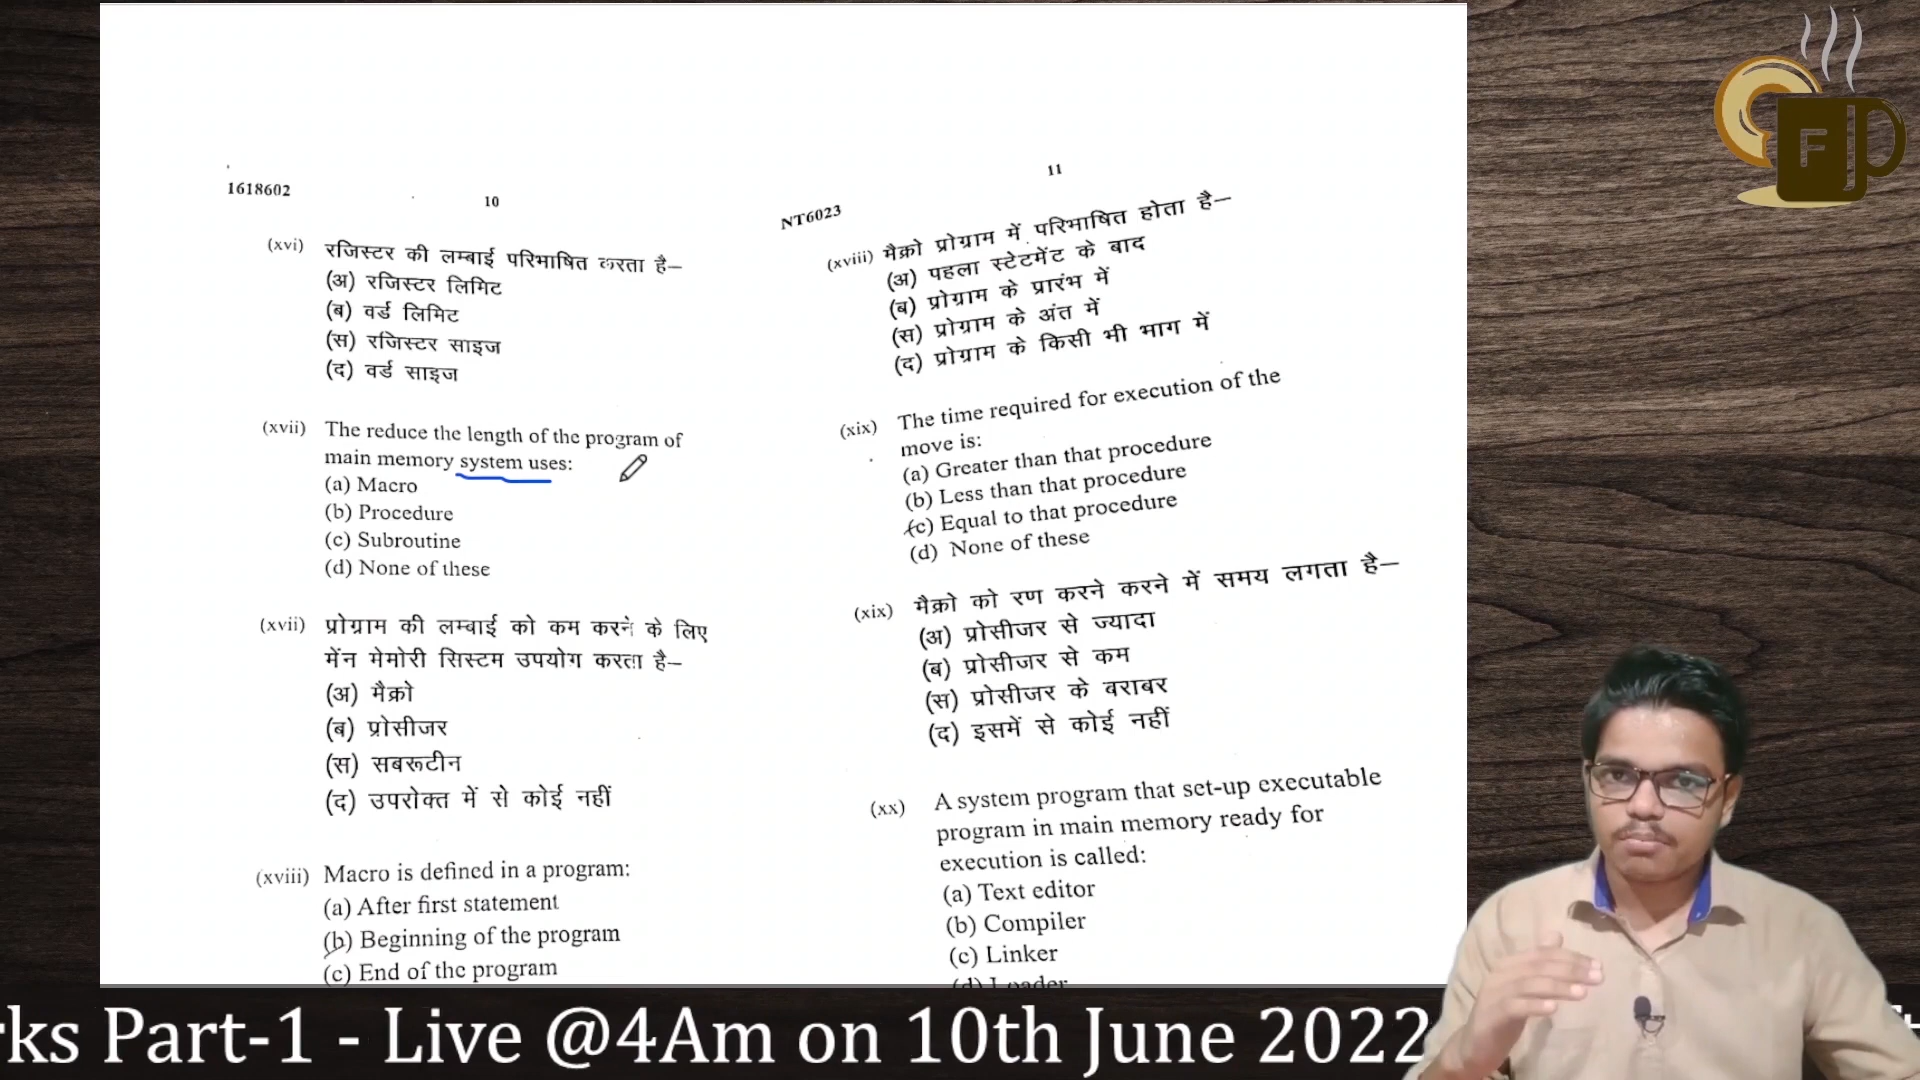 1618602
10
(xvi) रजिस्टर की लम्बाई परिभाषित करता है–
(अ) रजिस्टर लिमिट
(ब) वर्ड लिमिट
(स) रजिस्टर साइज
(द) वर्ड साइज
(xvii) The reduce the length of the program of
main memory system uses:
(a) Macro
(b) Procedure
(c) Subroutine
(d) None of these
(xvii) प्रोग्राम की लम्बाई को कम करने के लिए
मेंन मेमोरी सिस्टम उपयोग करता है–
(अ) मैक्रो
(ब) प्रोसीजर
(स) सबरूटीन
(द) उपरोक्त में से कोई नहीं
(xviii) Macro is defined in a program:
(a) After first statement
(b) Beginning of the program
(c) End of the program
11
NT6023
(xviii) मैक्रो प्रोग्राम में परिभाषित होता है–
(अ) पहला स्टेटमेंट के बाद
(ब) प्रोग्राम के प्रारंभ में
(स) प्रोग्राम के अंत में
(द) प्रोग्राम के किसी भी भाग में
(xix) The time required for execution of the
move is:
(a) Greater than that procedure
(b) Less than that procedure
(c) Equal to that procedure
(d) None of these
(xix) मैक्रो को रण करने करने में समय लगता है–
(अ) प्रोसीजर से ज्यादा
(ब) प्रोसीजर से कम
(स) प्रोसीजर के बराबर
(द) इसमें से कोई नहीं
(xx) A system program that set-up executable
program in main memory ready for
execution is called:
(a) Text editor
(b) Compiler
(c) Linker
(d) Loader
FJ
rks Part-1 - Live @4Am on 10th June 2022